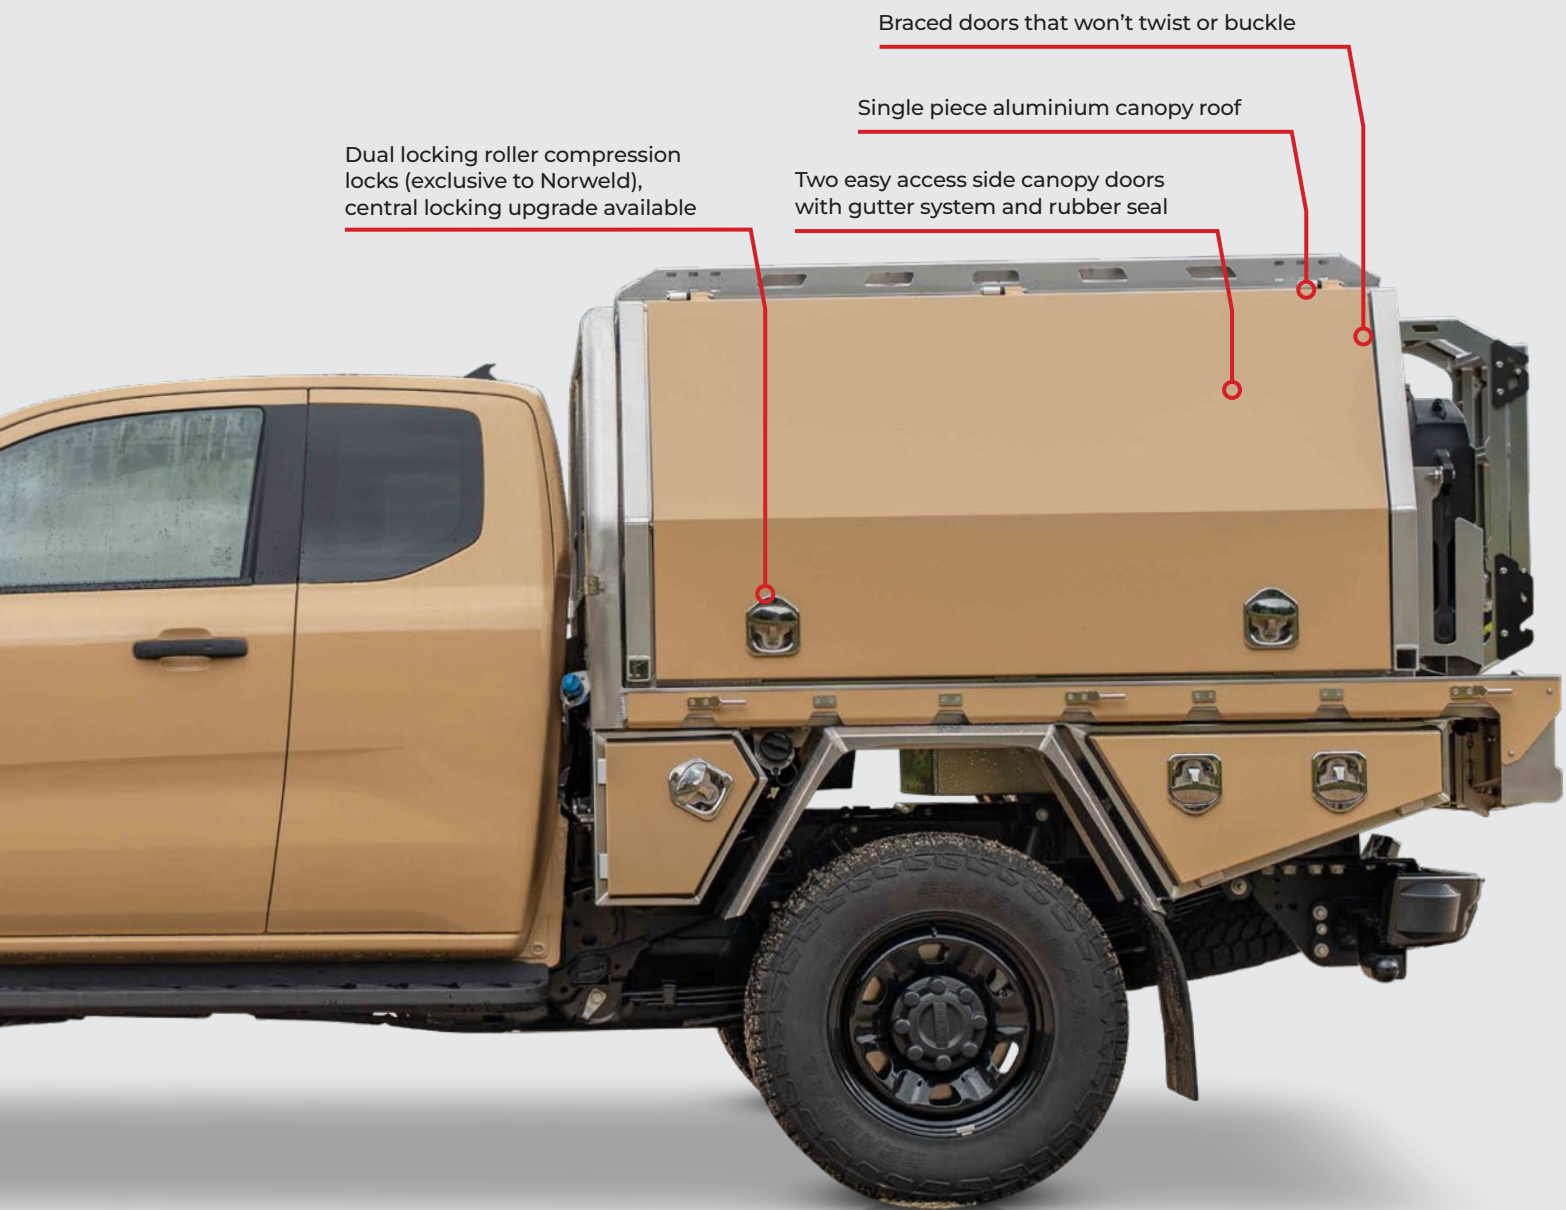 Braced doors that won't twist or buckle
Single piece aluminium canopy roof
Dual locking roller compression
locks (exclusive to Norweld),
central locking upgrade available
Two easy access side canopy doors
with gutter system and rubber seal